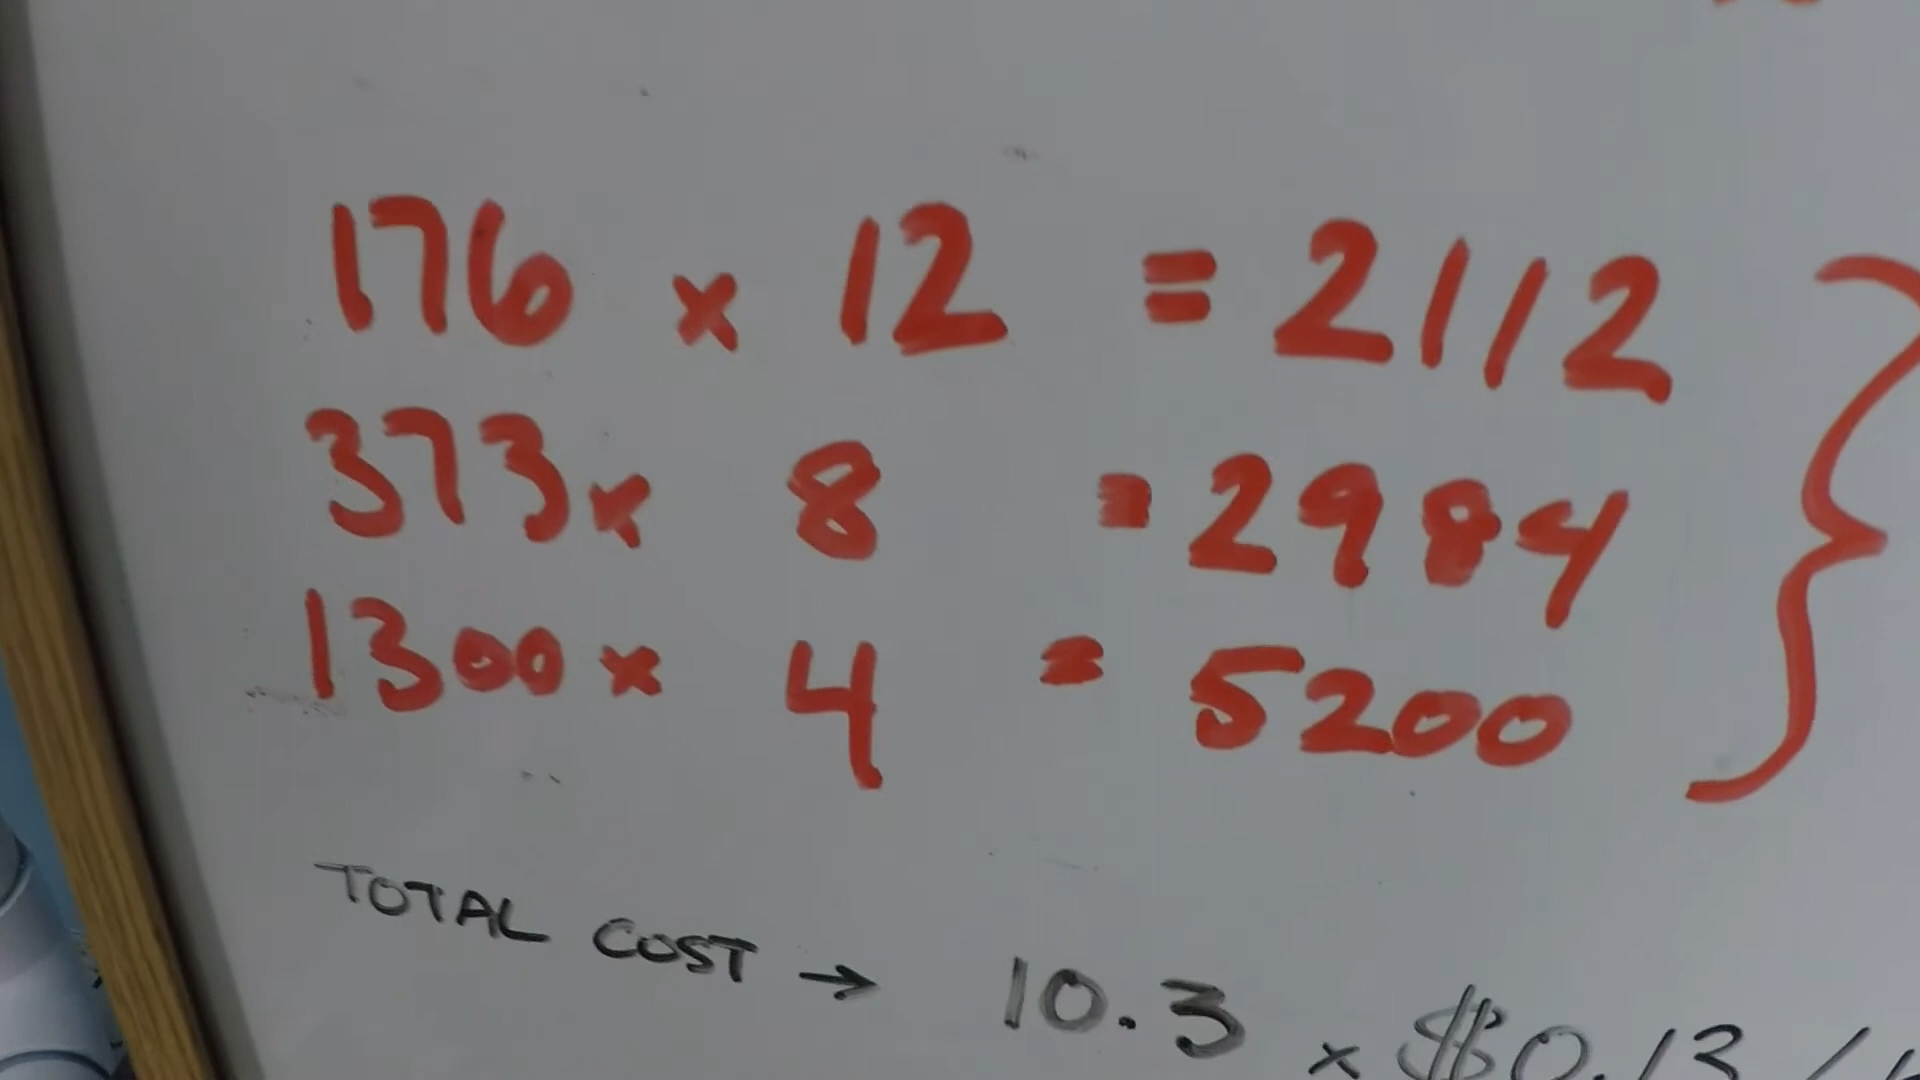 176 x 12 = 2112
373 x 8 = 2984
1300 x 4 = 5200
TOTAL COST → 10.3 x $0.13 /